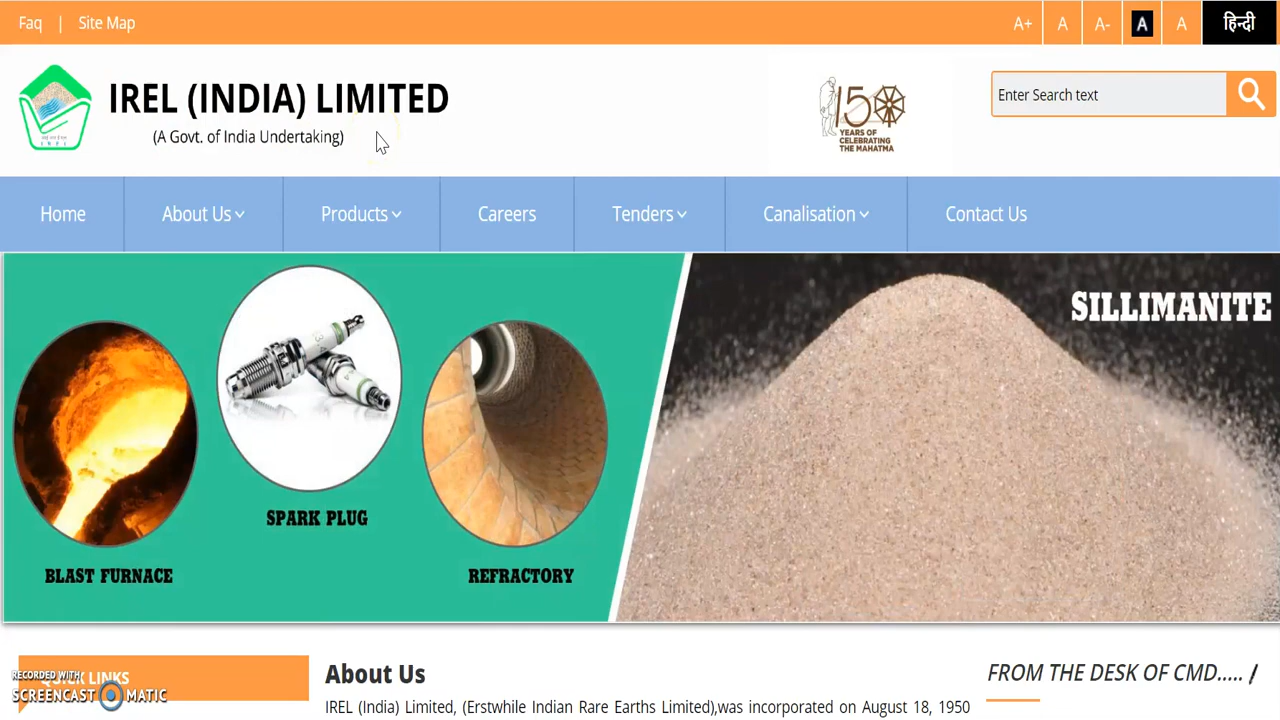 Faq | Site Map
A+ A A- A A हिन्दी
IREL (INDIA) LIMITED
(A Govt. of India Undertaking)
150
YEARS OF
CELEBRATING
THE MAHATMA
Enter Search text
Home About Us Products Careers Tenders Canalisation Contact Us
SILLIMANITE
SPARK PLUG
BLAST FURNACE
REFRACTORY
QUICK LINKS
RECORDED WITH
SCREENCAST MATIC
About Us
IREL (India) Limited, (Erstwhile Indian Rare Earths Limited),was incorporated on August 18, 1950
FROM THE DESK OF CMD.....